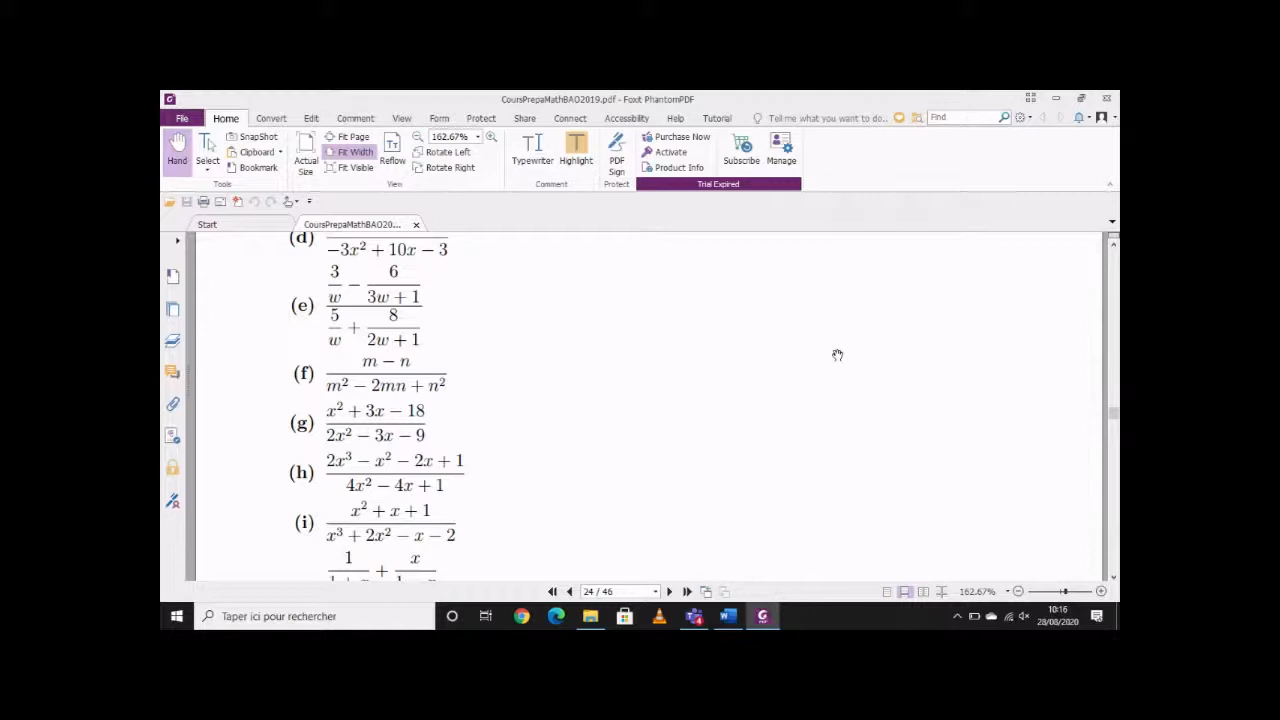 CoursPrepaMathBAO2019.pdf - Foxit PhantomPDF
File Home Convert Edit Comment View Form Protect Share Connect Accessibility Help Tutorial Tell me what you want to do.. Find
Hand Select SnapShot Clipboard Bookmark Actual Size Fit Page Fit Width Fit Visible Reflow 162.67% Rotate Left Rotate Right Typewriter Highlight PDF Sign Purchase Now Activate Product Info Subscribe Manage
Tools View Comment Protect Trial Expired
Start CoursPrepaMathBAO20...
(d) −3x² + 10x − 3
(e) 3/w − 6/(3w + 1)
5/w + 8/(2w + 1)
(f) m − n
m² − 2mn + n²
(g) x² + 3x − 18
2x² − 3x − 9
(h) 2x³ − x² − 2x + 1
4x² − 4x + 1
(i) x² + x + 1
x³ + 2x² − x − 2
1 + x
24 / 46 162.67%
Taper ici pour rechercher 10:16
28/08/2020